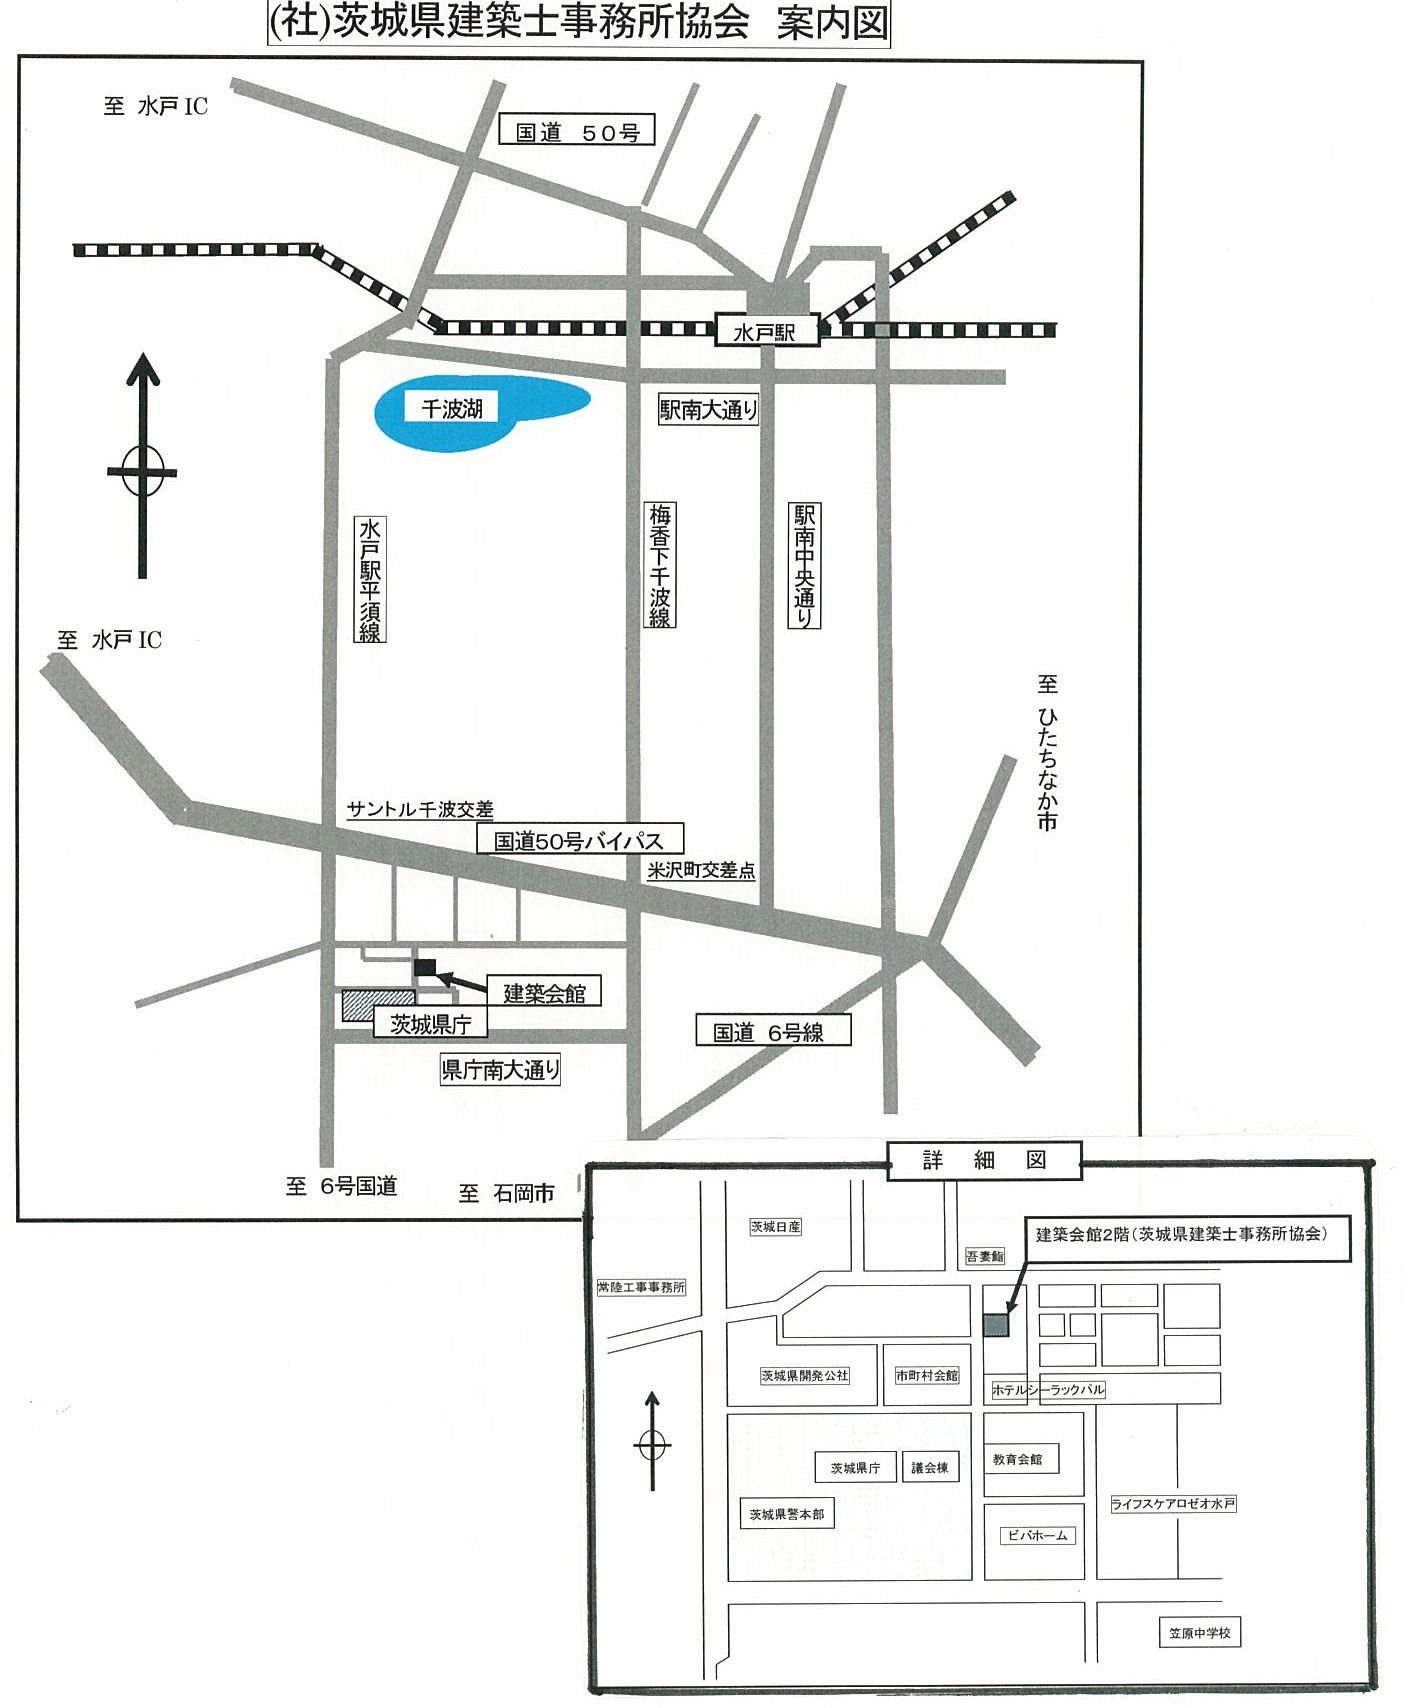 (社)茨城県建築士事務所協会 案内図
至 水戸IC
国道 50号
水戸駅
千波湖
駅南大通り
水戸駅平須線
梅香下千波線
駅南中央通り
至 水戸IC
至 ひたちなか市
サントル千波交差
国道50号バイパス
米沢町交差点
建築会館
茨城県庁
国道 6号線
県庁南大通り
至 6号国道
至 石岡市
詳 細 図
茨城日産
建築会館2階(茨城県建築士事務所協会)
吾妻鮨
常陸工事事務所
茨城県開発公社
市町村会館
ホテルシーラックパル
茨城県庁
議会棟
教育会館
茨城県警本部
ライフスケアロゼオ水戸
ビバホーム
笠原中学校